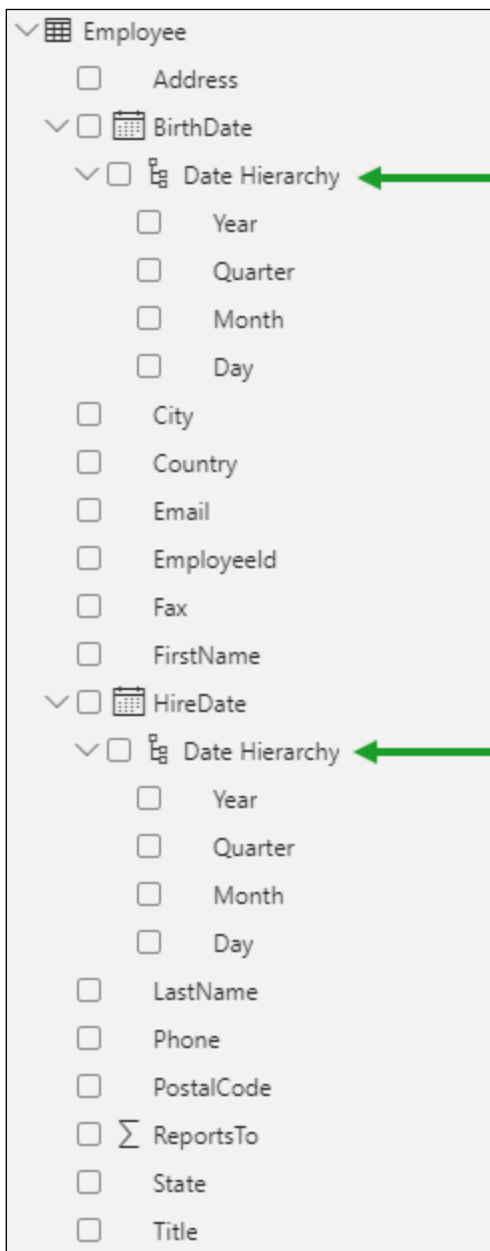 Employee
Address
BirthDate
Date Hierarchy
Year
Quarter
Month
Day
City
Country
Email
EmployeeId
Fax
FirstName
HireDate
Date Hierarchy
Year
Quarter
Month
Day
LastName
Phone
PostalCode
∑ ReportsTo
State
Title